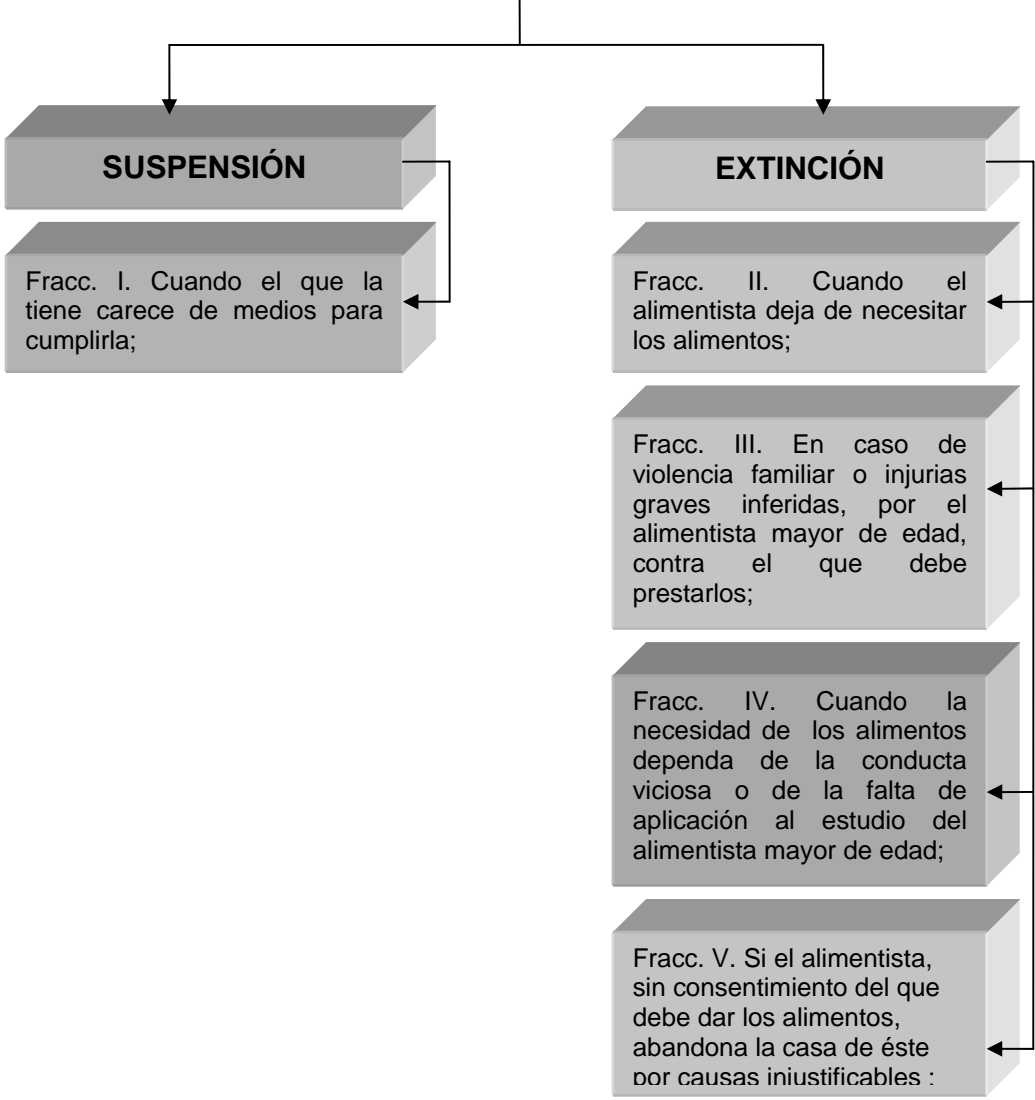 SUSPENSIÓN
Fracc. I. Cuando el que la
tiene carece de medios para
cumplirla;
EXTINCIÓN
Fracc. II. Cuando el
alimentista deja de necesitar
los alimentos;
Fracc. III. En caso de
violencia familiar o injurias
graves inferidas, por el
alimentista mayor de edad,
contra el que debe
prestarlos;
Fracc. IV. Cuando la
necesidad de los alimentos
dependa de la conducta
viciosa o de la falta de
aplicación al estudio del
alimentista mayor de edad;
Fracc. V. Si el alimentista,
sin consentimiento del que
debe dar los alimentos,
abandona la casa de éste
por causas injustificables ;